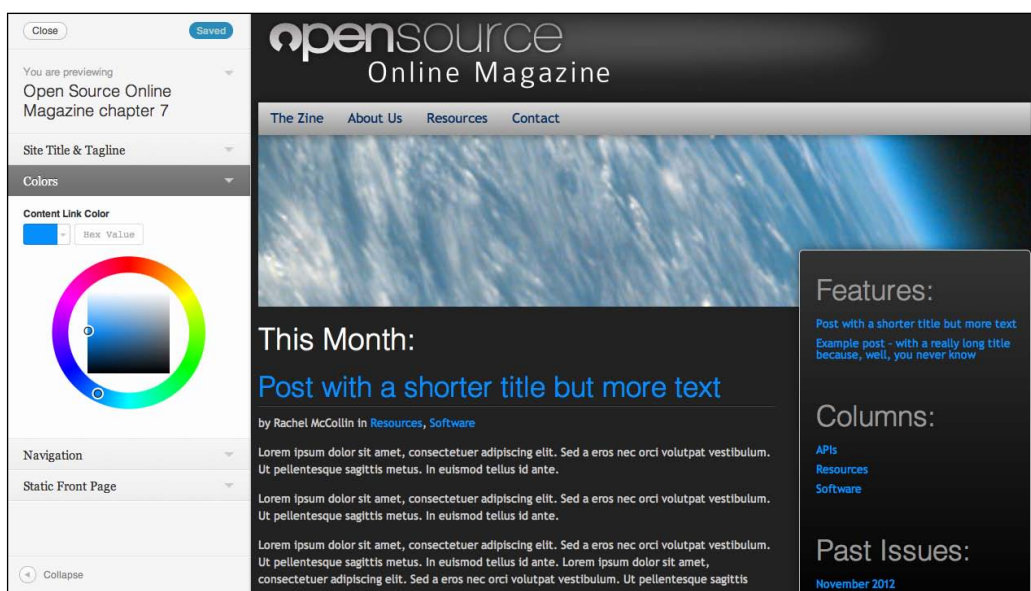 Close
Saved
You are previewing
Open Source Online
Magazine chapter 7
Site Title & Tagline
Colors
Content Link Color
Hex Value
Navigation
Static Front Page
Collapse
opensource
Online Magazine
The Zine
About Us
Resources
Contact
This Month:
Post with a shorter title but more text
by Rachel McCollin in Resources, Software
Lorem ipsum dolor sit amet, consectetuer adipiscing elit. Sed a eros nec orci volutpat vestibulum.
Ut pellentesque sagittis metus. In euismod tellus id ante.
Lorem ipsum dolor sit amet, consectetuer adipiscing elit. Sed a eros nec orci volutpat vestibulum.
Ut pellentesque sagittis metus. In euismod tellus id ante.
Lorem ipsum dolor sit amet, consectetuer adipiscing elit. Sed a eros nec orci volutpat vestibulum.
Ut pellentesque sagittis metus. In euismod tellus id ante. Lorem ipsum dolor sit amet,
consectetuer adipiscing elit. Sed a eros nec orci volutpat vestibulum. Ut pellentesque sagittis
Features:
Post with a shorter title but more text
Example post - with a really long title
because, well, you never know
Columns:
APIs
Resources
Software
Past Issues:
November 2012